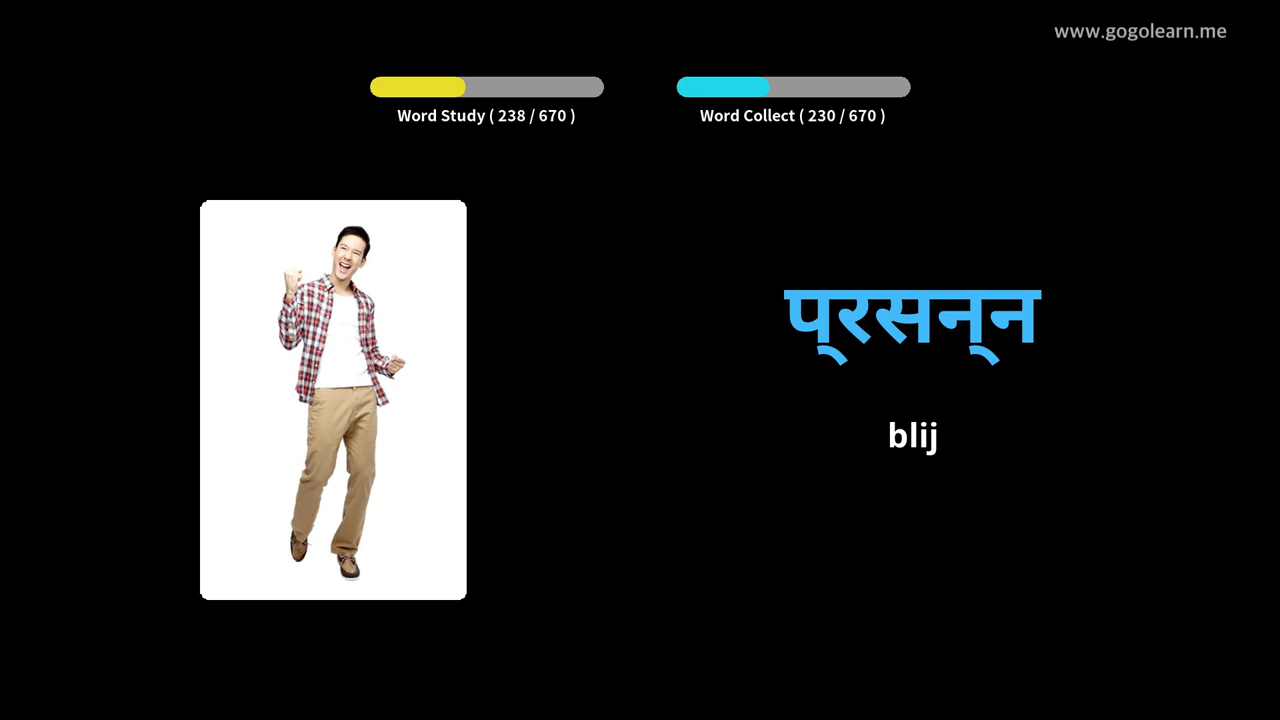 www.gogolearn.me
Word Study ( 238 / 670 )
Word Collect ( 230 / 670 )
प्रसन्न
blij